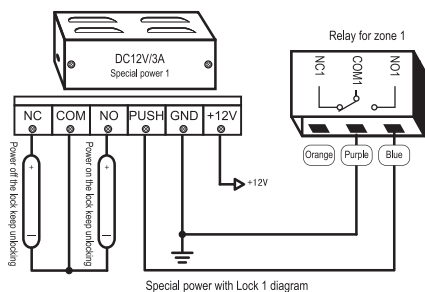 Relay for zone 1
DC12V/3A
Special power 1
NC1
COM1
NO1
NC COM NO PUSH GND +12V
Orange Purple Blue
+
Power off the lock keep unlocking
+
Power on the lock keep unlocking
+12V
Special power with Lock 1 diagram